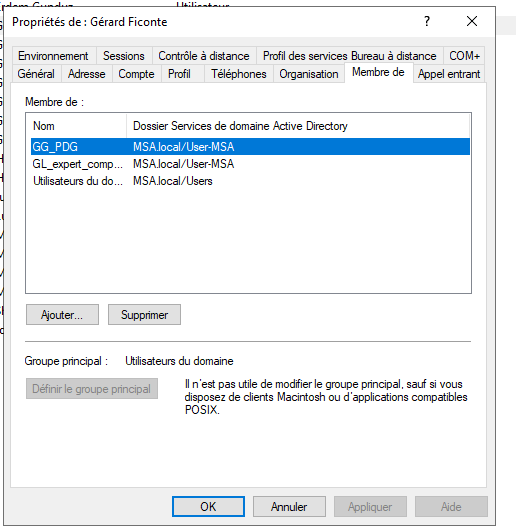 Utilisateur
Propriétés de : Gérard Ficonte
Environnement Sessions Contrôle à distance Profil des services Bureau à distance COM+
Général Adresse Compte Profil Téléphones Organisation Membre de Appel entrant
Membre de :
Nom Dossier Services de domaine Active Directory
GG_PDG MSA.local/User-MSA
GL_expert_comp... MSA.local/User-MSA
Utilisateurs du do... MSA.local/Users
Ajouter... Supprimer
Groupe principal : Utilisateurs du domaine
Définir le groupe principal
Il n'est pas utile de modifier le groupe principal, sauf si vous
disposez de clients Macintosh ou d'applications compatibles
POSIX.
OK Annuler Appliquer Aide